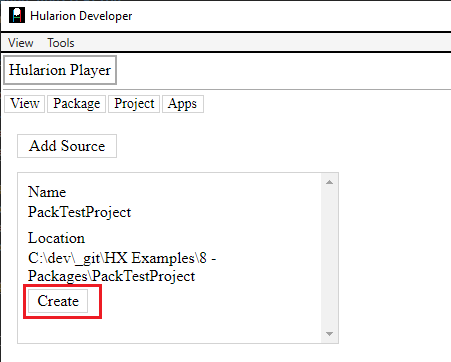 Hularion Developer
View Tools
Hularion Player
View Package Project Apps
Add Source
Name
PackTestProject
Location
C:\dev\_git\HX Examples\8 -
Packages\PackTestProject
Create